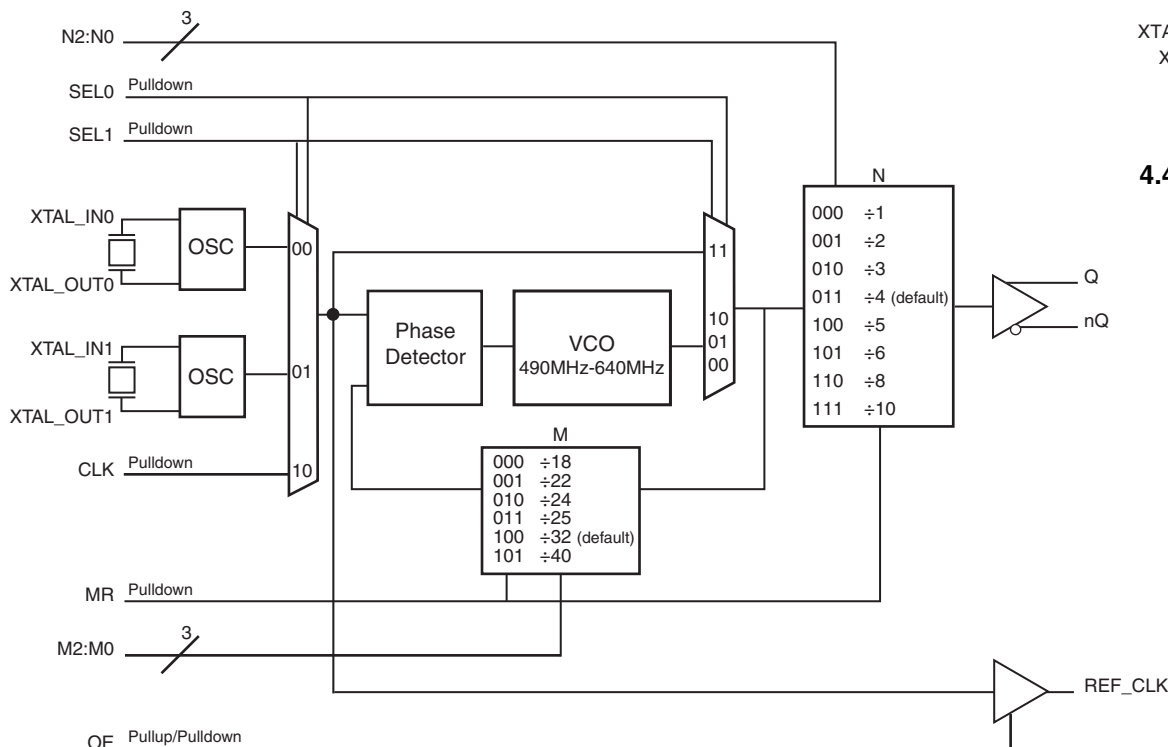 3
N2:N0
SEL0 Pulldown
SEL1 Pulldown
XTAL_IN0
OSC
XTAL_OUT0
XTAL_IN1
OSC
XTAL_OUT1
CLK Pulldown
00
01
10
Phase
Detector
VCO
490MHz-640MHz
11
10
01
00
N
000 ÷1
001 ÷2
010 ÷3
011 ÷4 (default)
100 ÷5
101 ÷6
110 ÷8
111 ÷10
Q
nQ
M
000 ÷18
001 ÷22
010 ÷24
011 ÷25
100 ÷32 (default)
101 ÷40
MR Pulldown
3
M2:M0
REF_CLK
Pullup/Pulldown
4.4